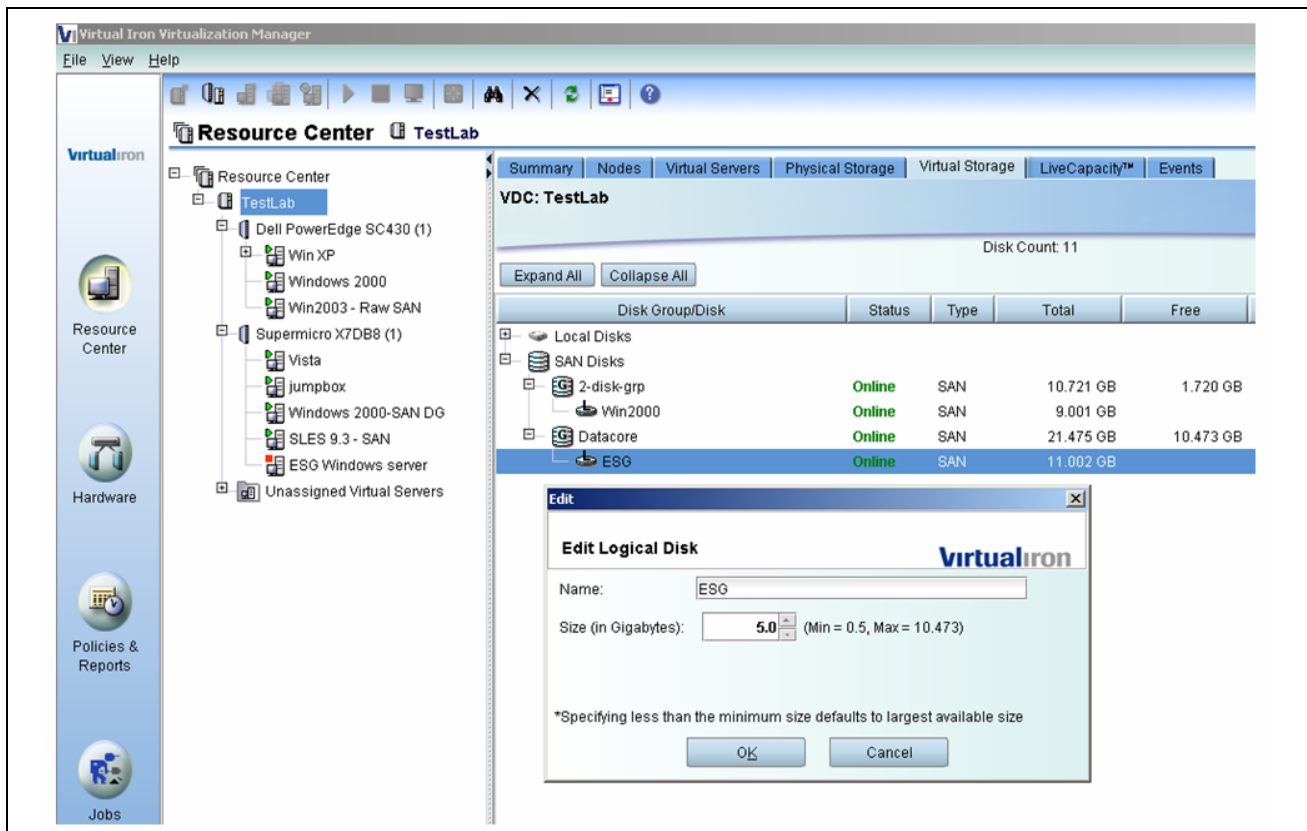 Virtual Iron Virtualization Manager
File View Help
Resource Center TestLab
Virtualiron
Resource Center
TestLab
Dell PowerEdge SC430 (1)
Win XP
Windows 2000
Win2003 - Raw SAN
Supermicro X7DB8 (1)
Vista
jumpbox
Windows 2000-SAN DG
SLES 9.3 - SAN
ESG Windows server
Unassigned Virtual Servers
Resource Center
Hardware
Policies & Reports
Jobs
Summary Nodes Virtual Servers Physical Storage Virtual Storage LiveCapacity™ Events
VDC: TestLab
Disk Count: 11
Expand All Collapse All
Disk Group/Disk Status Type Total Free
Local Disks
SAN Disks
2-disk-grp Online SAN 10.721 GB 1.720 GB
Win2000 Online SAN 9.001 GB
Datacore Online SAN 21.475 GB 10.473 GB
ESG Online SAN 11.002 GB
Edit
Edit Logical Disk
Virtualiron
Name: ESG
Size (in Gigabytes): 5.0 (Min = 0.5, Max = 10.473)
*Specifying less than the minimum size defaults to largest available size
OK Cancel